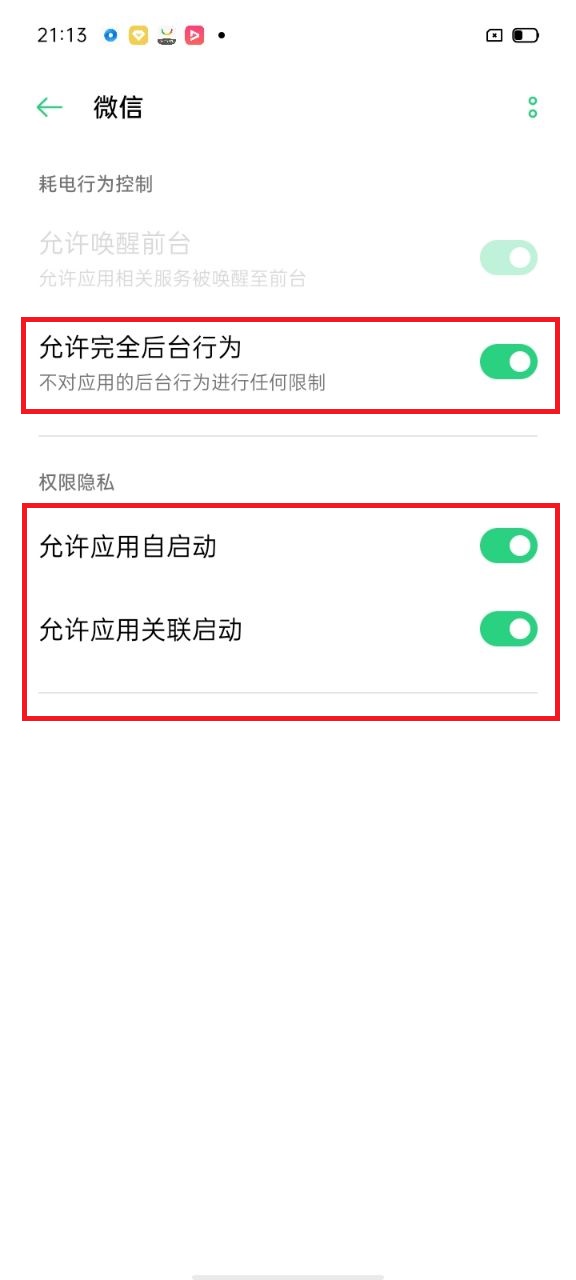 21:13
微信
耗电行为控制
允许唤醒前台
允许应用相关服务被唤醒至前台
允许完全后台行为
不对应用的后台行为进行任何限制
权限隐私
允许应用自启动
允许应用关联启动